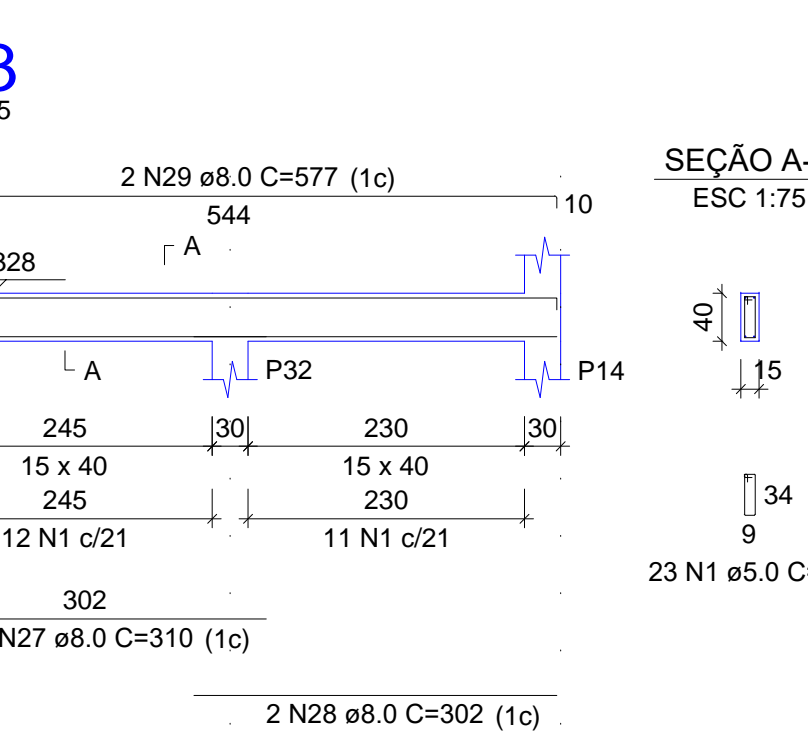 2 N29 ø8.0 C=577 (1c)
544
10
A
A
P32
P14
245
30
230
30
15 x 40
15 x 40
245
230
12 N1 c/21
11 N1 c/21
302
N27 ø8.0 C=310 (1c)
2 N28 ø8.0 C=302 (1c)
SEÇÃO A-
ESC 1:75
40
15
34
9
23 N1 ø5.0